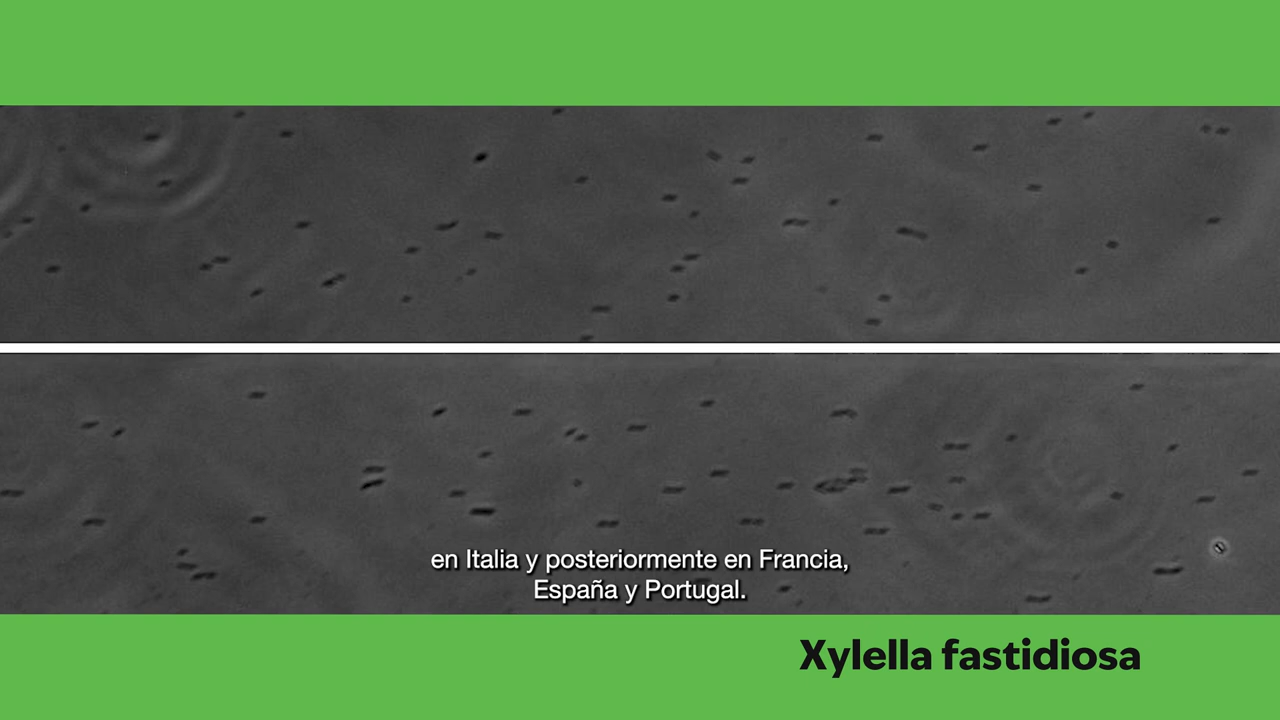 en Italia y posteriormente en Francia,
España y Portugal.
Xylella fastidiosa